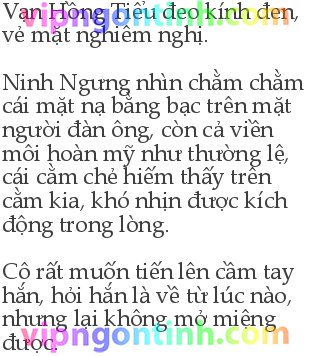 Vạn Hồng Tiểu đeo kính đen,
vẻ mặt nghiêm nghị.
Ninh Ngưng nhìn chằm chằm
cái mặt nạ bằng bạc trên mặt
người đàn ông, còn cả viền
môi hoàn mỹ như thường lệ,
cái cằm chẻ hiếm thấy trên
cằm kia, khó nhịn được kích
động trong lòng.
Cô rất muốn tiến lên cầm tay
hắn, hỏi hắn là về từ lúc nào,
nhưng lại không mở miệng
được.
vipngontinh.com
vipngontinh.com